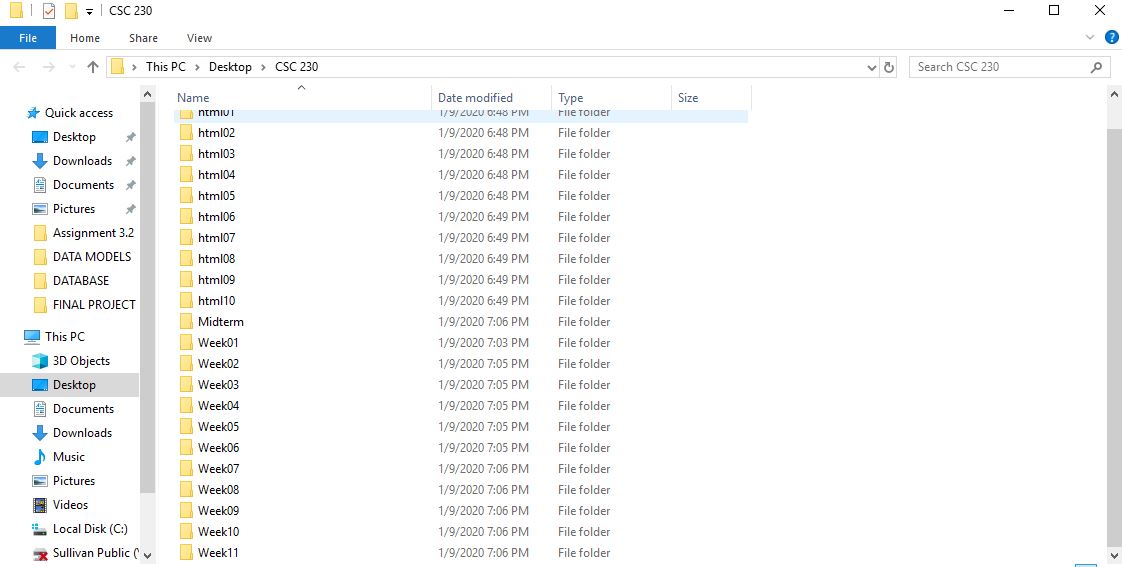 CSC 230
File Home Share View
This PC Desktop CSC 230 Search CSC 230
Name Date modified Type Size
Quick access
Desktop
Downloads
Documents
Pictures
Assignment 3.2
DATA MODELS
DATABASE
FINAL PROJECT
This PC
3D Objects
Desktop
Documents
Downloads
Music
Pictures
Videos
Local Disk (C:)
Sullivan Public (
html01 1/9/2020 6:48 PM File folder
html02 1/9/2020 6:48 PM File folder
html03 1/9/2020 6:48 PM File folder
html04 1/9/2020 6:48 PM File folder
html05 1/9/2020 6:48 PM File folder
html06 1/9/2020 6:49 PM File folder
html07 1/9/2020 6:49 PM File folder
html08 1/9/2020 6:49 PM File folder
html09 1/9/2020 6:49 PM File folder
html10 1/9/2020 6:49 PM File folder
Midterm 1/9/2020 7:06 PM File folder
Week01 1/9/2020 7:03 PM File folder
Week02 1/9/2020 7:05 PM File folder
Week03 1/9/2020 7:05 PM File folder
Week04 1/9/2020 7:05 PM File folder
Week05 1/9/2020 7:05 PM File folder
Week06 1/9/2020 7:05 PM File folder
Week07 1/9/2020 7:06 PM File folder
Week08 1/9/2020 7:06 PM File folder
Week09 1/9/2020 7:06 PM File folder
Week10 1/9/2020 7:06 PM File folder
Week11 1/9/2020 7:06 PM File folder